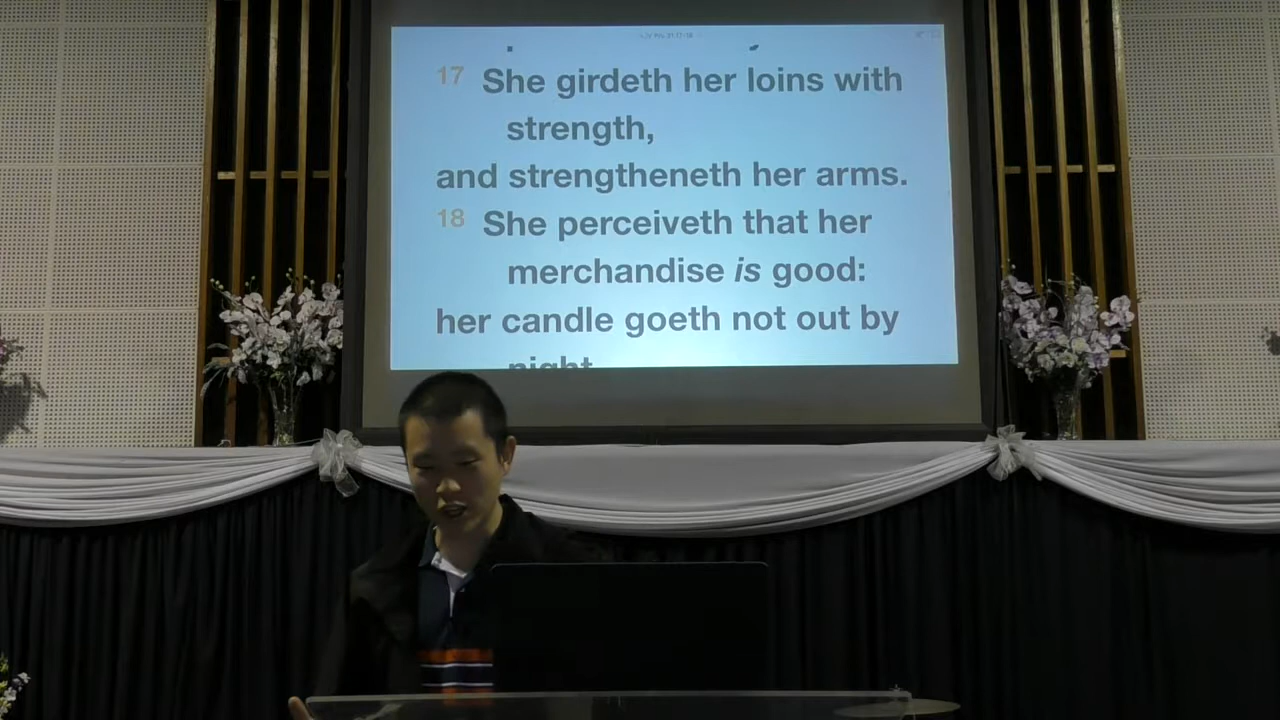 17 She girdeth her loins with
strength,
and strengtheneth her arms.
18 She perceiveth that her
merchandise is good:
her candle goeth not out by
night